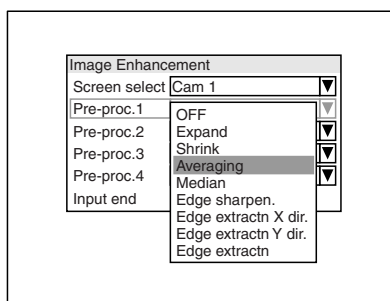 Image Enhancement
Screen select Cam 1
Pre-proc.1
OFF
Pre-proc.2 Expand
Shrink
Pre-proc.3 Averaging
Pre-proc.4 Median
Input end Edge sharpen.
Edge extractn X dir.
Edge extractn Y dir.
Edge extractn